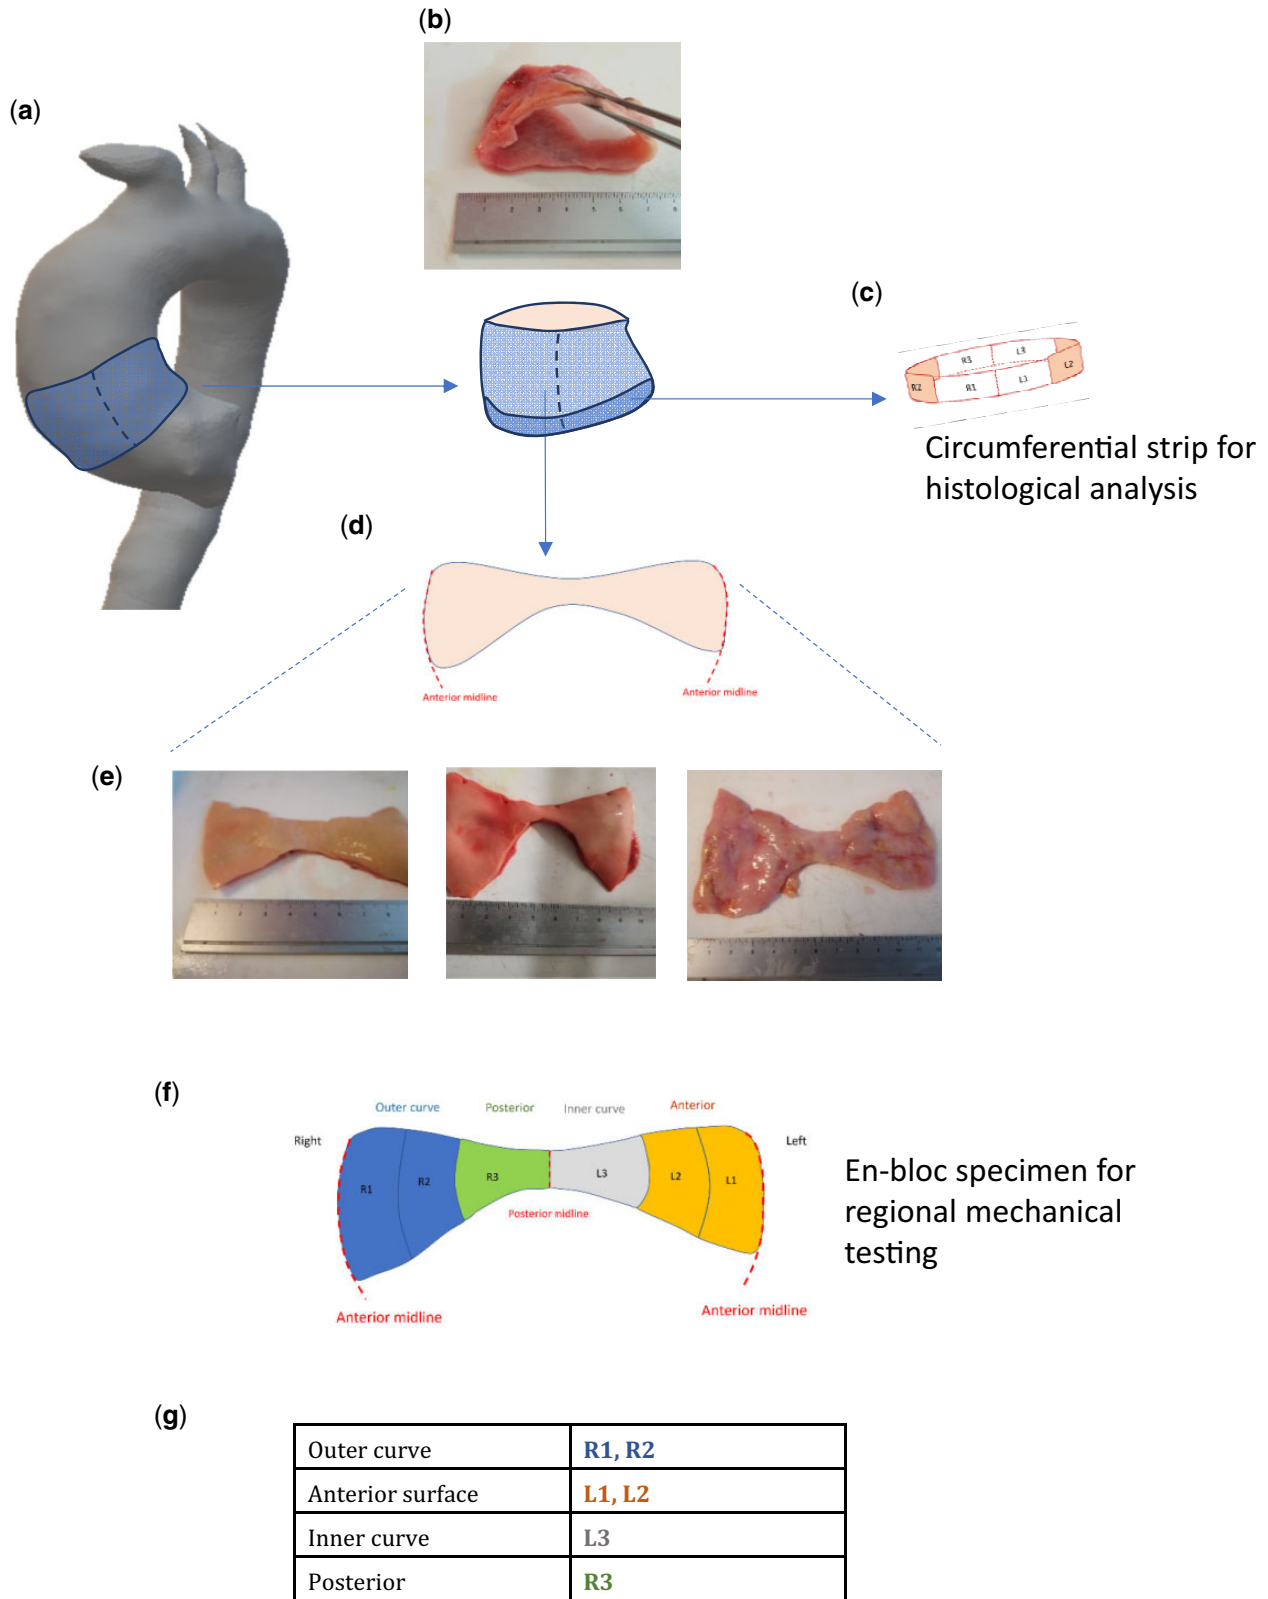 (b)
(a)
(c)
R3
L3
R2
R1
L1
L2
Circumferential strip for
histological analysis
(d)
Anterior midline
Anterior midline
(e)
(f)
Outer curve
Posterior
Inner curve
Anterior
Right
Left
R1
R2
R3
L3
L2
L1
Posterior midline
Anterior midline
Anterior midline
En-bloc specimen for
regional mechanical
testing
(g)
Outer curve R1, R2
Anterior surface L1, L2
Inner curve L3
Posterior R3